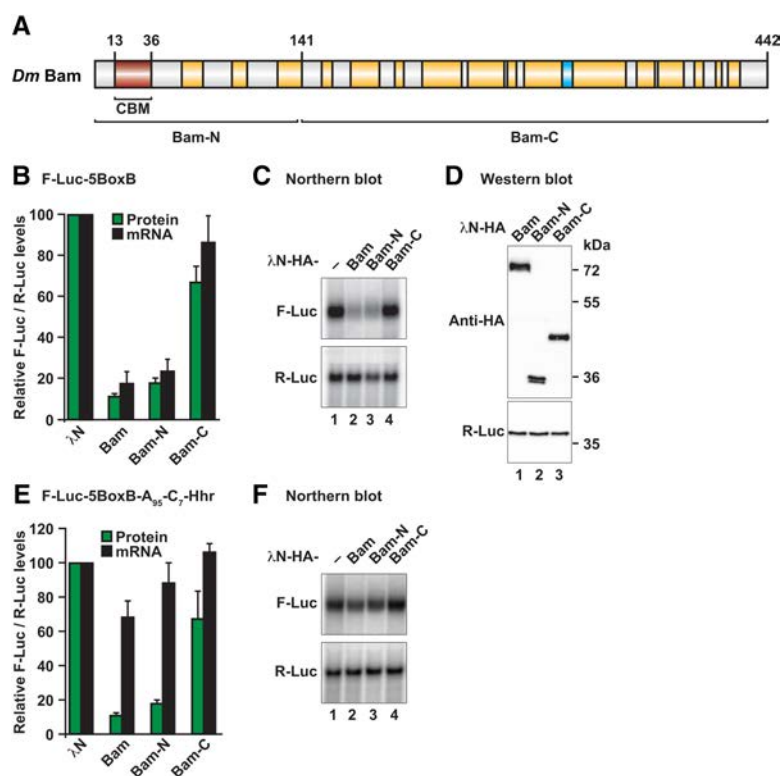 A
13 36 141 442
Dm Bam
CBM
Bam-N Bam-C
B F-Luc-5BoxB
Protein
mRNA
Relative F-Luc / R-Luc levels
100
80
60
40
20
0
λN Bam Bam-N Bam-C
C Northern blot
λN-HA- – Bam Bam-N Bam-C
F-Luc
R-Luc
1 2 3 4
D Western blot
λN-HA Bam Bam-N Bam-C
kDa
72
55
Anti-HA
36
R-Luc
35
1 2 3
E F-Luc-5BoxB-A95-C7-Hhr
Protein
mRNA
Relative F-Luc / R-Luc levels
120
100
80
60
40
20
0
λN Bam Bam-N Bam-C
F Northern blot
λN-HA- – Bam Bam-N Bam-C
F-Luc
R-Luc
1 2 3 4